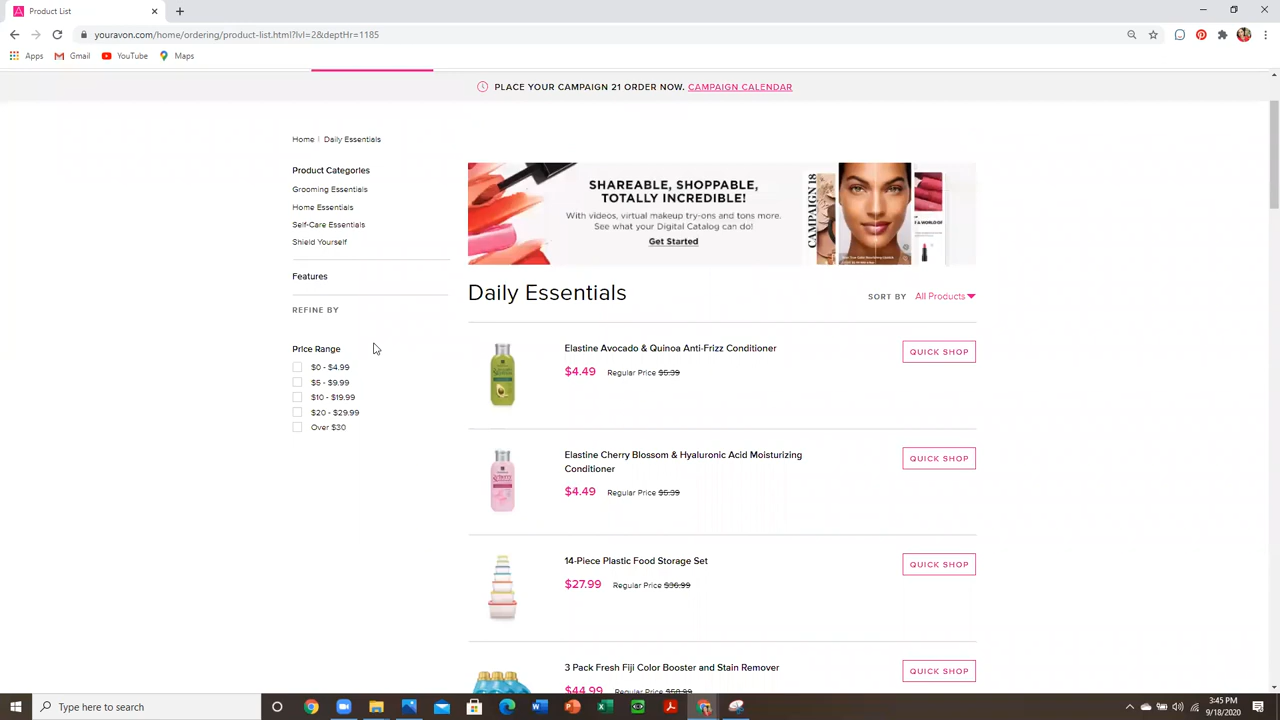 Product List
youravon.com/home/ordering/product-list.html?lvl=2&deptHr=1185
Apps Gmail YouTube Maps
PLACE YOUR CAMPAIGN 21 ORDER NOW. CAMPAIGN CALENDAR
Home | Daily Essentials
Product Categories
Grooming Essentials
Home Essentials
Self-Care Essentials
Shield Yourself
Features
REFINE BY
Price Range
$0 - $4.99
$5 - $9.99
$10 - $19.99
$20 - $29.99
Over $30
SHAREABLE, SHOPPABLE,
TOTALLY INCREDIBLE!
With videos, virtual makeup try-ons and tons more.
See what your Digital Catalog can do!
Get Started
CAMPAIGN 18
Daily Essentials
SORT BY All Products
Elastine Avocado & Quinoa Anti-Frizz Conditioner
$4.49 Regular Price $5.39
QUICK SHOP
Elastine Cherry Blossom & Hyaluronic Acid Moisturizing
Conditioner
$4.49 Regular Price $5.39
QUICK SHOP
14-Piece Plastic Food Storage Set
$27.99 Regular Price $36.99
QUICK SHOP
3 Pack Fresh Fiji Color Booster and Stain Remover
$44.99 Regular Price
QUICK SHOP
Type here to search
3:45 PM
9/18/2020